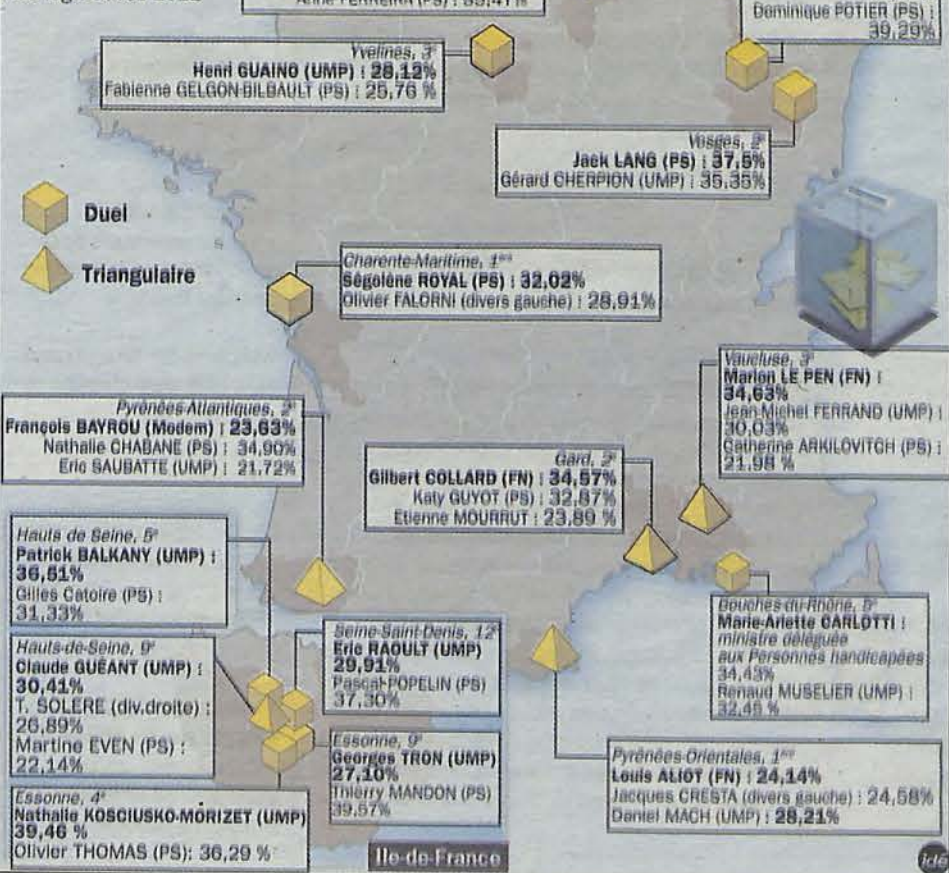 Anne FERREIRA (PS) : 35,41%
Dominique POTIER (PS) :
39,29%
Yvelines, 3e
Henri GUAINO (UMP) : 28,12%
Fabienne GELGON-BILBAULT (PS) : 25,76 %
Vosges, 2e
Jack LANG (PS) : 37,5%
Gérard CHERPION (UMP) : 35,35%
Duel
Triangulaire
Charente-Maritime, 1ère
Ségolène ROYAL (PS) : 32,02%
Olivier FALORNI (divers gauche) : 28,91%
Vaucluse, 3e
Marion LE PEN (FN) :
34,63%
Jean-Michel FERRAND (UMP) :
30,03%
Catherine ARKILOVITCH (PS) :
21,98 %
Pyrénées-Atlantiques, 2e
François BAYROU (Modem) : 23,63%
Nathalie CHABANE (PS) : 34,90%
Eric SAUBATTE (UMP) : 21,72%
Gard, 2e
Gilbert COLLARD (FN) : 34,57%
Katy GUYOT (PS) : 32,87%
Etienne MOURRUT : 23,89 %
Hauts de Seine, 5e
Patrick BALKANY (UMP) :
36,51%
Gilles Catoire (PS) :
31,33%
Hauts-de-Seine, 9e
Claude GUÉANT (UMP) :
30,41%
T. SOLERE (div.droite) :
26,89%
Martine EVEN (PS) :
22,14%
Seine-Saint-Denis, 12e
Eric RAOULT (UMP)
29,91%
Pascal POPELIN (PS)
37,30%
Essonne, 9e
Georges TRON (UMP)
27,10%
Thierry MANDON (PS)
39,57%
Essonne, 4e
Nathalie KOSCIUSKO-MORIZET (UMP)
39,46 %
Olivier THOMAS (PS): 36,29 %
Ile-de-France
Bouches-du-Rhône, 5e
Marie-Arlette CARLOTTI :
ministre déléguée
aux Personnes handicapées
34,43%
Renaud MUSELIER (UMP) :
32,45 %
Pyrénées-Orientales, 1ère
Louis ALIOT (FN) : 24,14%
Jacques CRESTA (divers gauche) : 24,58%
Daniel MACH (UMP) : 28,21%
idé